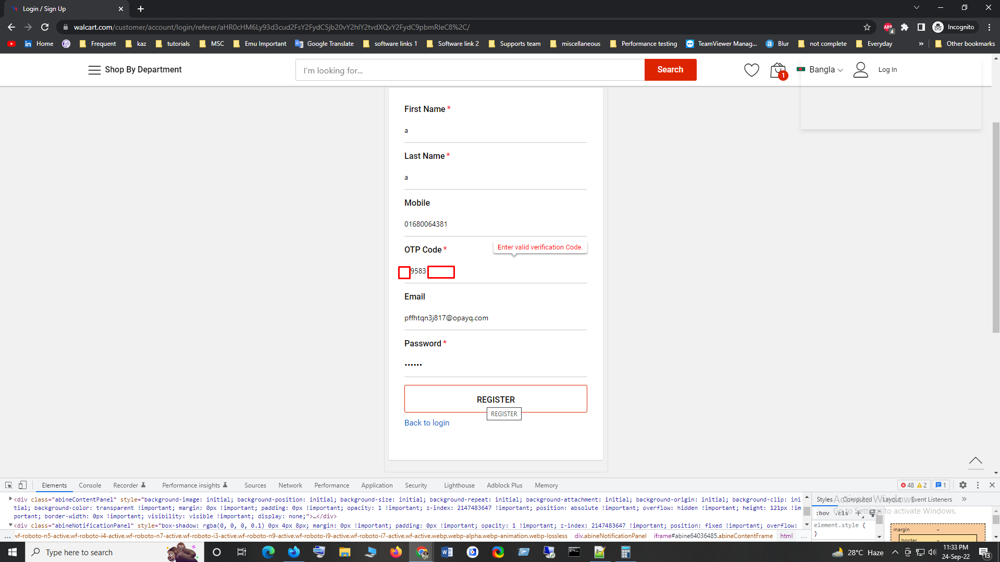 Login / Sign Up
walcart.com/customer/account/login/referer/aHR0cHM6Ly93d3cud2FsY2FydC5jb20vY2hlY2tvdXQvY2FydC9pbmRleC8%2C/
ABP 4
Incognito
Home Frequent kaz tutorials MSC Emu Important Google Translate software links 1 Software link 2 Supports team miscellaneous Performance testing TeamViewer Manag... Blur not complete Everyday » Other bookmarks
Shop By Department
I'm looking for...
Search
1
Bangla
Log In
First Name *
a
Last Name *
a
Mobile
01680064381
OTP Code *
Enter valid verification Code.
9583
Email
pffhtqn3j817@opayq.com
Password *
••••••
REGISTER
REGISTER
Back to login
Elements Console Recorder Performance insights Sources Network Performance Application Security Lighthouse Adblock Plus Memory 48 2 1
<div class="abineContentPanel" style="background-image: initial; background-position: initial; background-size: initial; background-repeat: initial; background-attachment: initial; background-origin: initial; background-clip: ini
tial; background-color: transparent !important; margin: 0px !important; padding: 0px !important; opacity: 1 !important; z-index: 2147483647 !important; position: absolute !important; overflow: hidden !important; height: 121px !im
portant; border-width: 0px !important; visibility: visible !important; display: none;">…</div>
<div class="abineNotificationPanel" style="box-shadow: rgba(0, 0, 0, 0.1) 0px 4px 8px; margin: 0px !important; padding: 0px !important; opacity: 1 !important; z-index: 2147483647 !important; position: fixed !important; overflow:
... wf-roboto-n5-active.wf-roboto-i4-active.wf-roboto-n7-active.wf-roboto-i3-active.wf-roboto-n9-active.wf-roboto-i9-active.wf-roboto-i7-active.wf-active.webp.webp-alpha.webp-animation.webp-lossless div.abineNotificationPanel iframe#abine64036485.abineContentFrame html ...
Styles Computed Layout Event Listeners »
:hov .cls +
element.style {
}
margin –
border –
Activate Windows
Go to Settings to activate Windows.
Type here to search
28°C Haze
11:33 PM
24-Sep-22
13